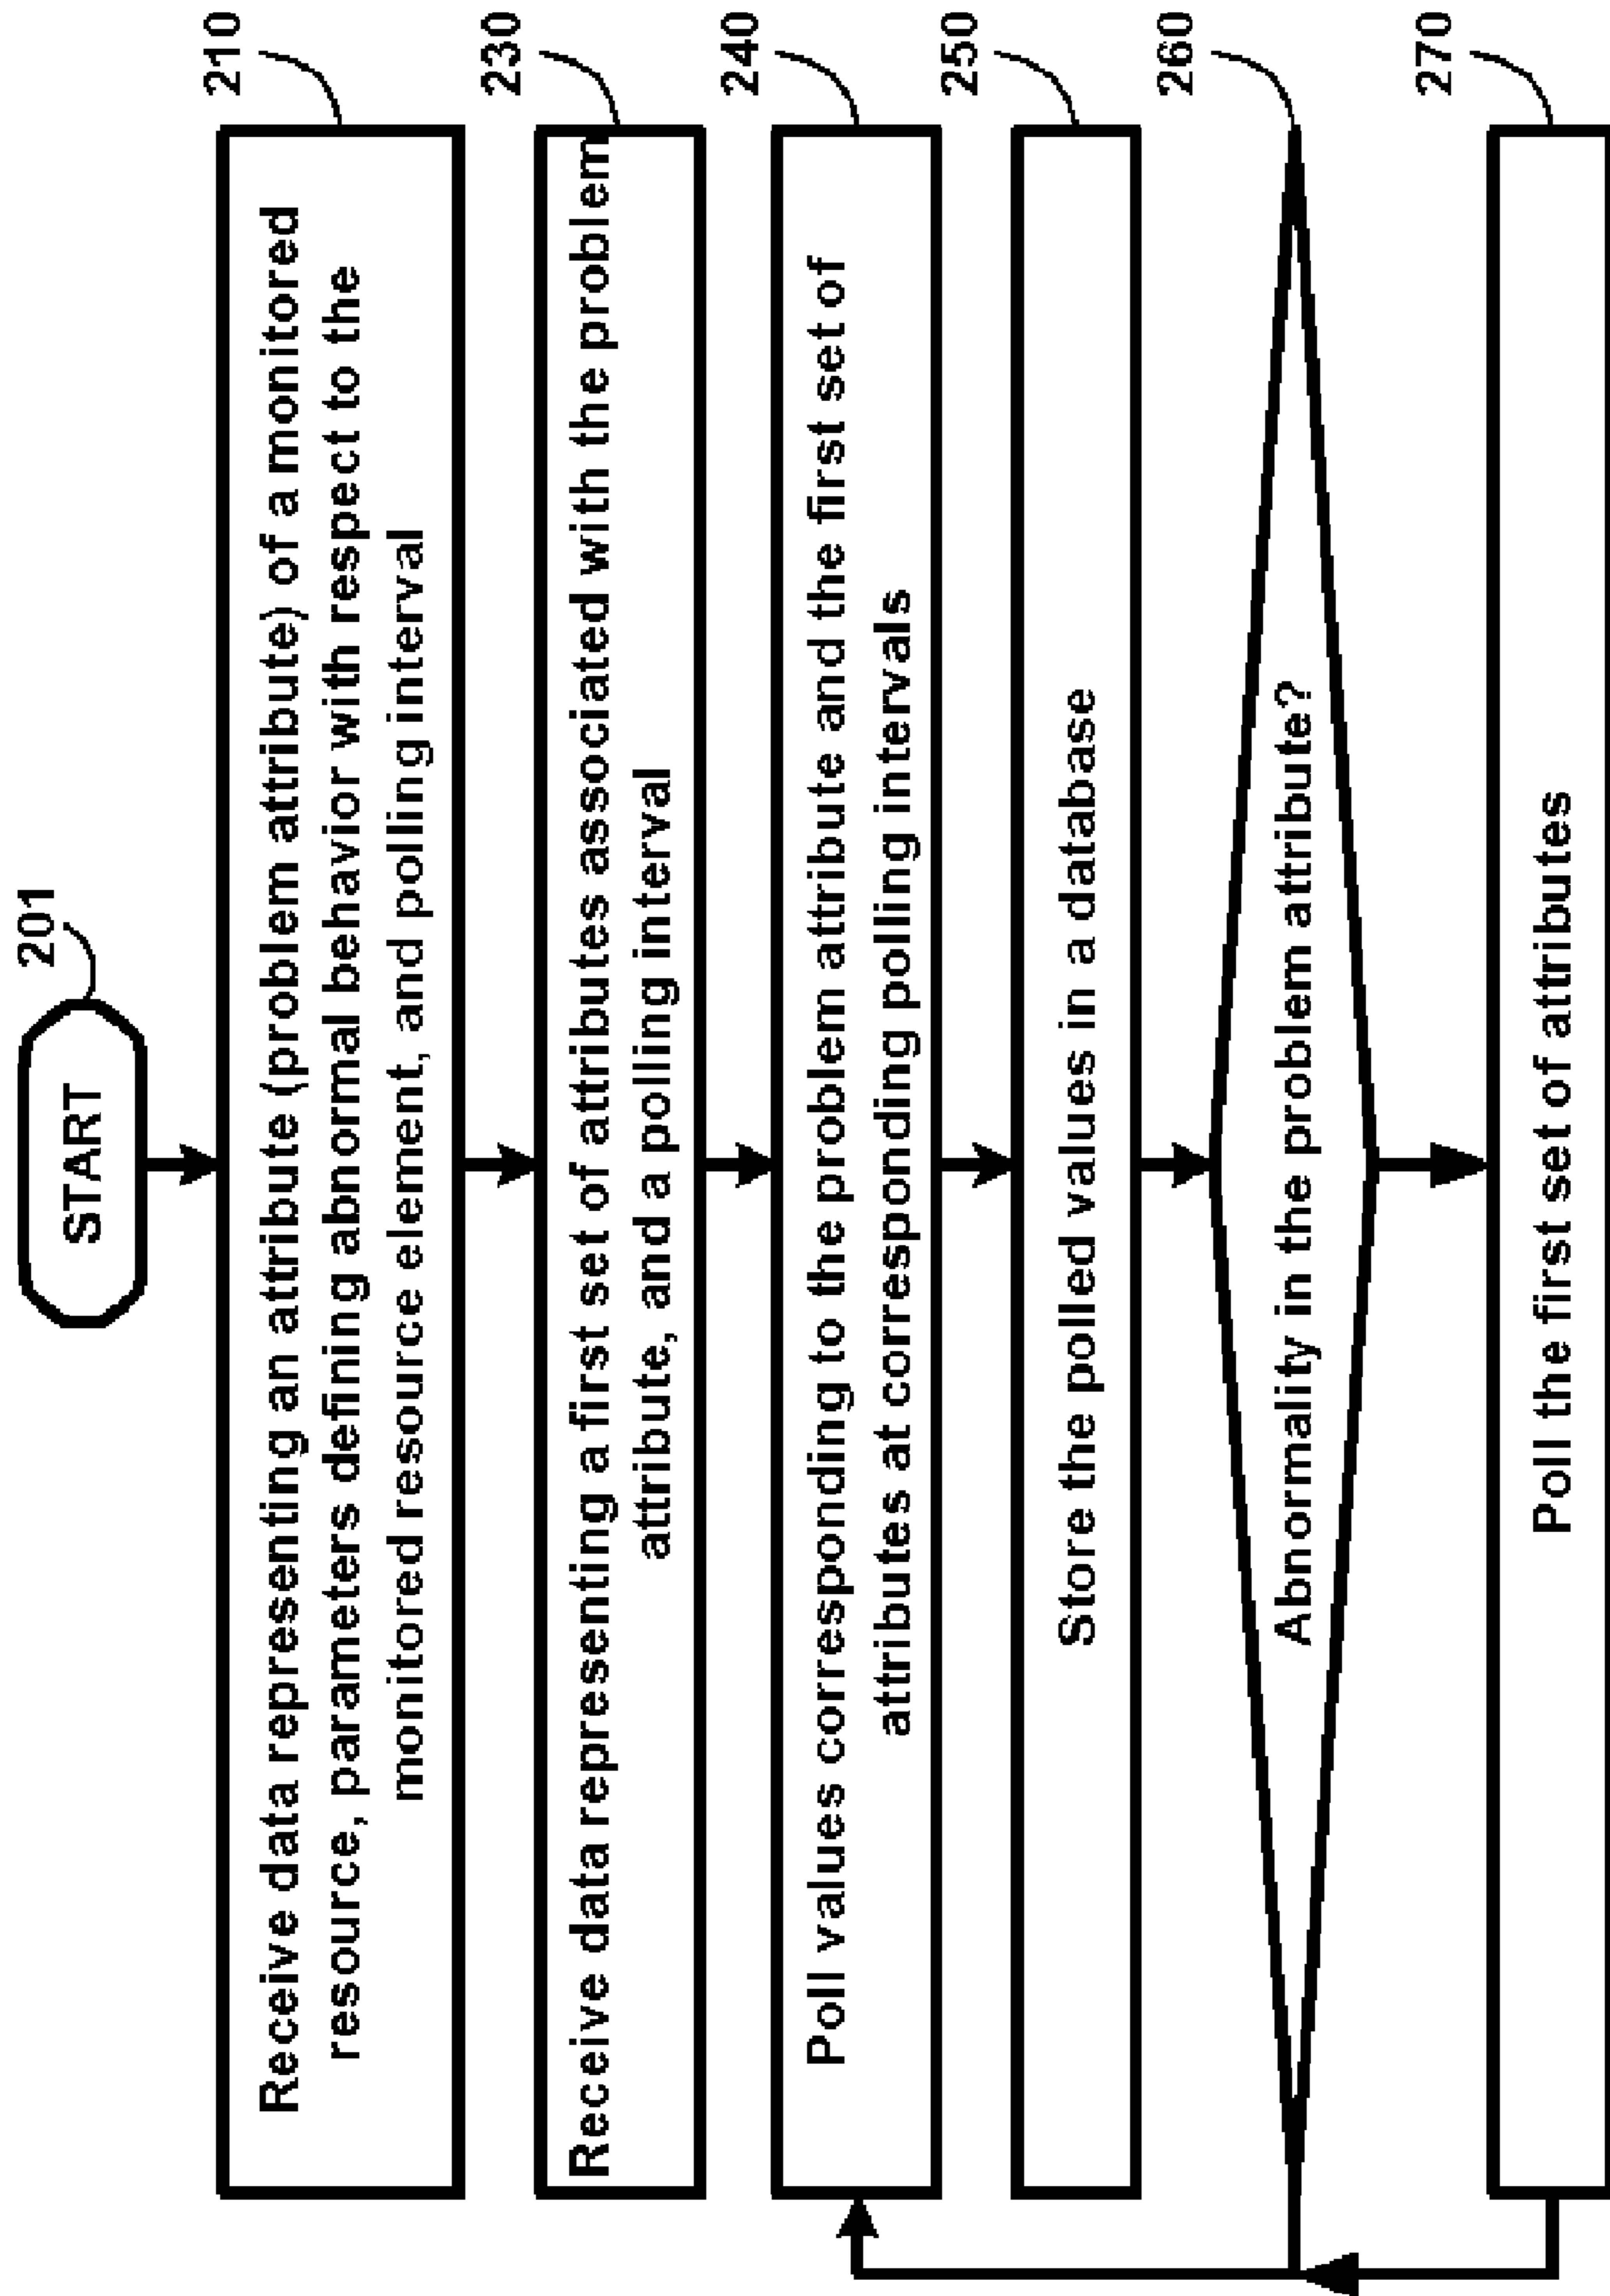 START
201
Receive data representing an attribute (problem attribute) of a monitored
resource, parameters defining abnormal behavior with respect to the
monitored resource element, and polling interval
210
Receive data representing a first set of attributes associated with the problem
attribute, and a polling interval
230
Poll values corresponding to the problem attribute and the first set of
attributes at corresponding polling intervals
240
Store the polled values in a database
250
Abnormality in the problem attribute?
260
Poll the first set of attributes
270